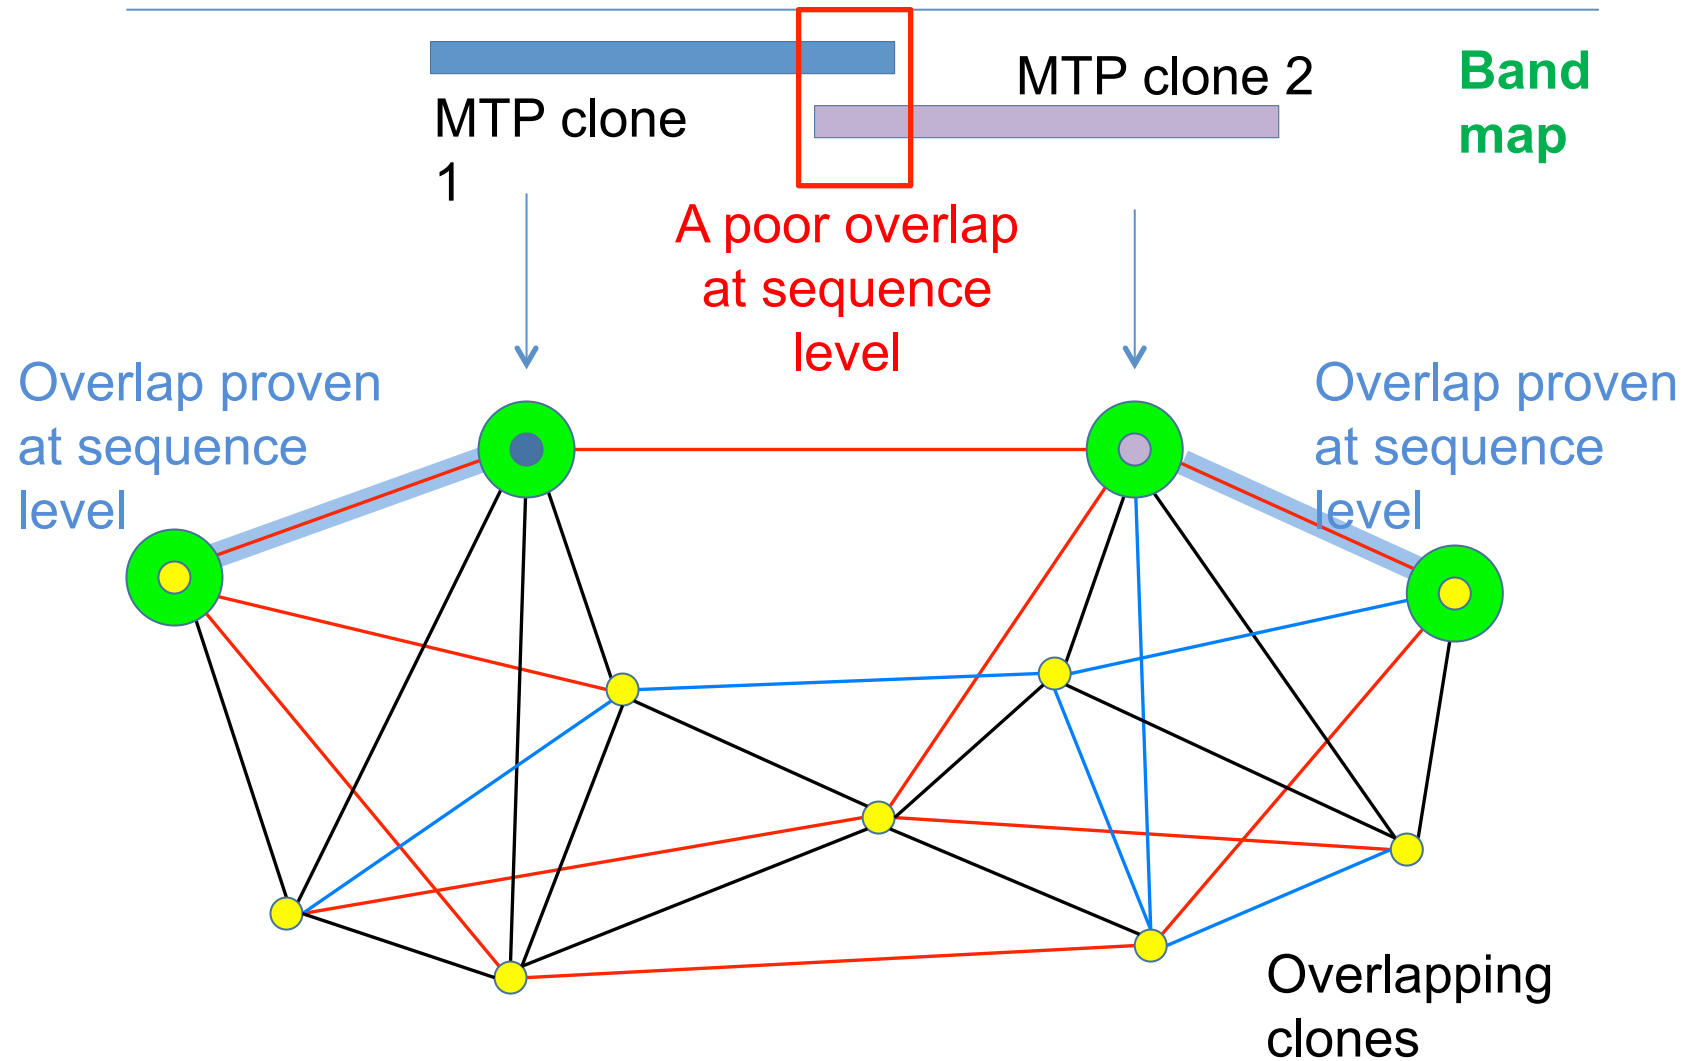 MTP clone
1
MTP clone 2
Band
map
A poor overlap
at sequence
level
Overlap proven
at sequence
level
Overlap proven
at sequence
level
Overlapping
clones